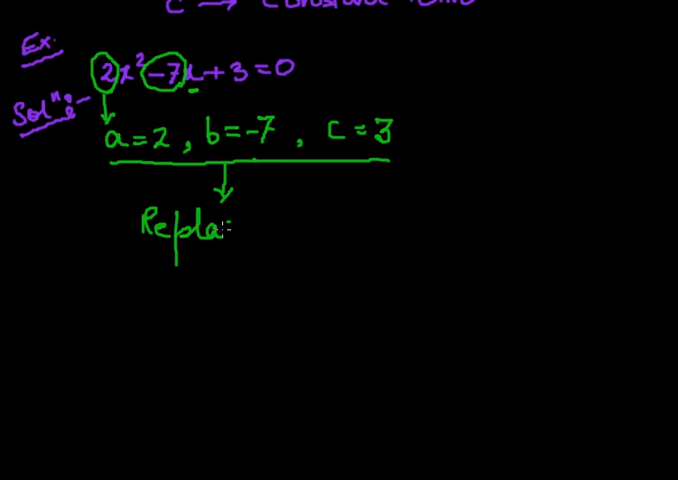 c →
Ex.
2x² - 7x + 3 = 0
Solⁿ:-
a = 2 , b = -7 , c = 3
Repla